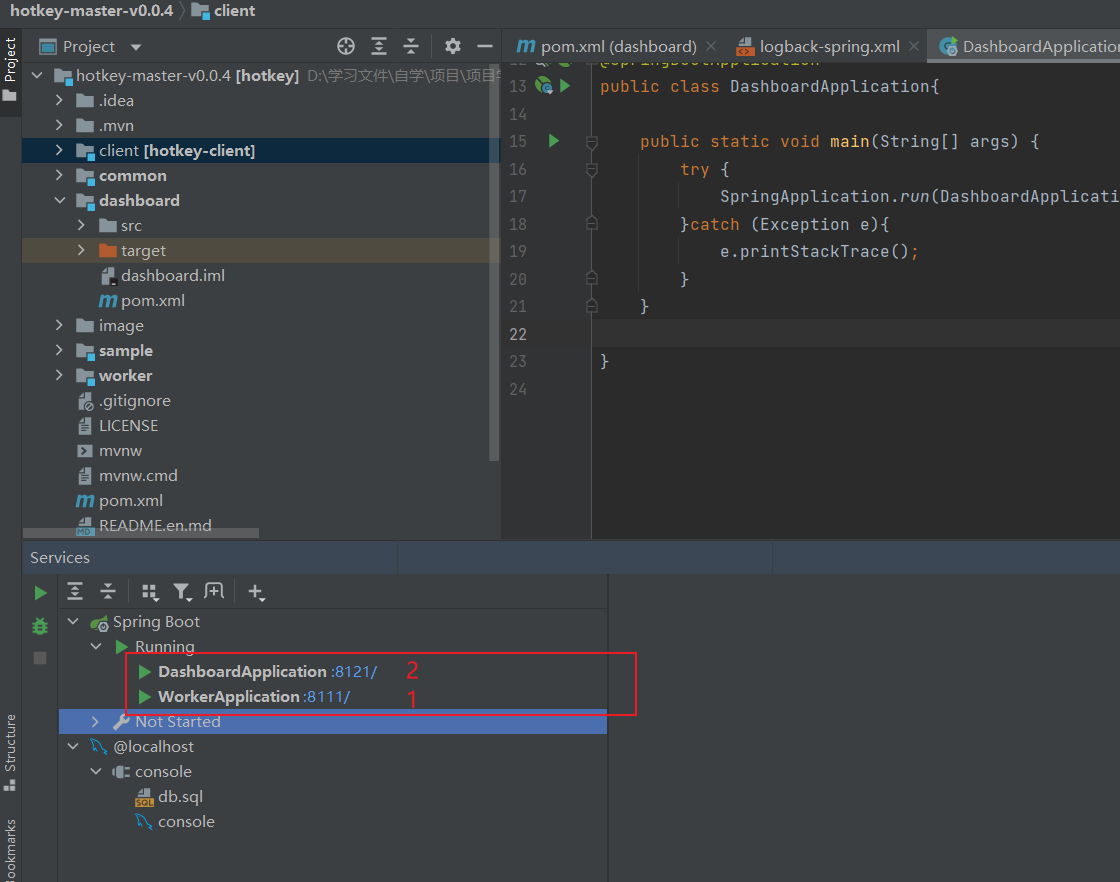 hotkey-master-v0.0.4 client
Project
Project
pom.xml (dashboard)
logback-spring.xml
DashboardApplication
hotkey-master-v0.0.4 [hotkey] D:\学习文件\自学\项目\项目
.idea
.mvn
client [hotkey-client]
common
dashboard
src
target
dashboard.iml
pom.xml
image
sample
worker
.gitignore
LICENSE
mvnw
mvnw.cmd
pom.xml
README.en.md
12 @SpringBootApplication
13 public class DashboardApplication{
14
15 public static void main(String[] args) {
16 try {
17 SpringApplication.run(DashboardApplicati
18 }catch (Exception e){
19 e.printStackTrace();
20 }
21 }
22
23 }
24
Services
Spring Boot
Running
DashboardApplication :8121/ 2
WorkerApplication :8111/ 1
Not Started
@localhost
console
SQL db.sql
console
Structure
ookmarks